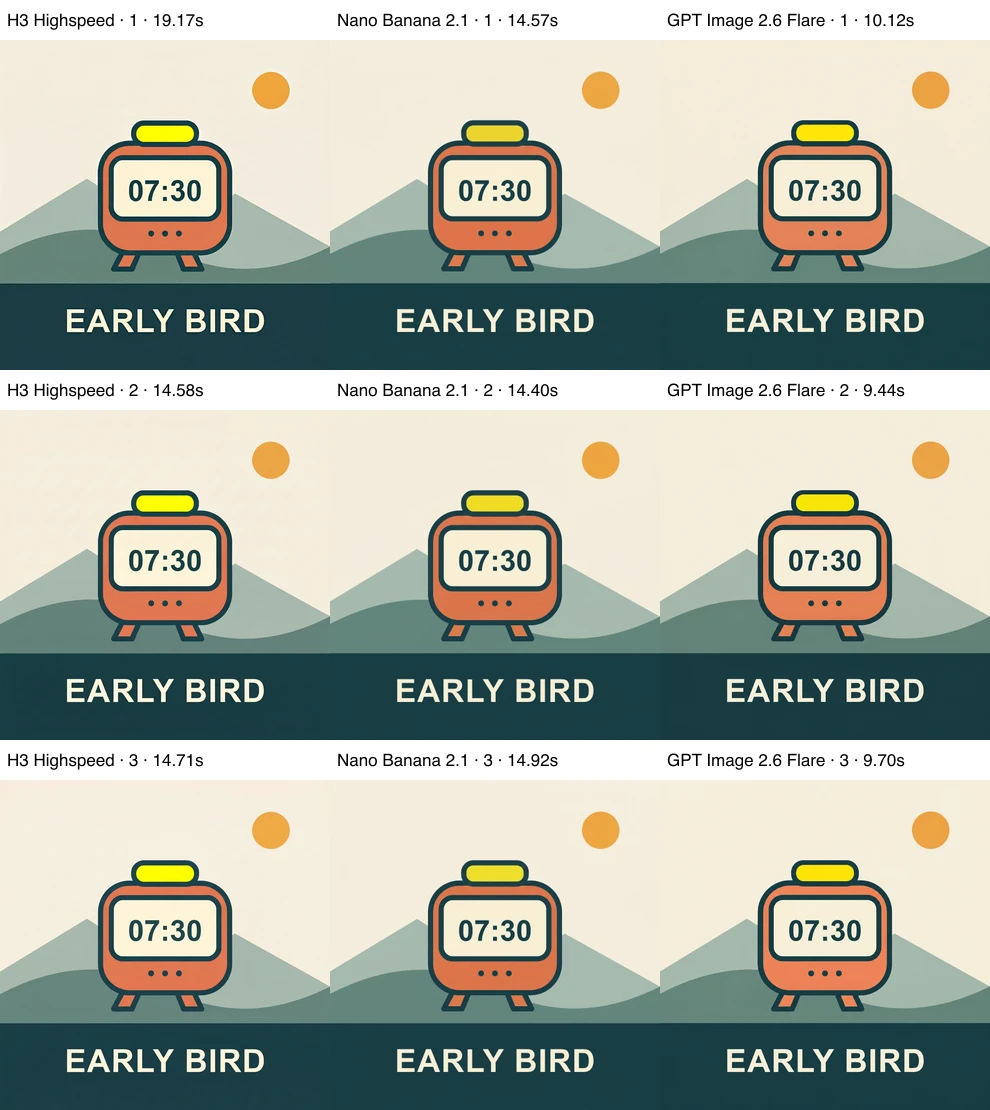 H3 Highspeed · 1 · 19.17s
Nano Banana 2.1 · 1 · 14.57s
GPT Image 2.6 Flare · 1 · 10.12s
07:30
07:30
07:30
EARLY BIRD
EARLY BIRD
EARLY BIRD
H3 Highspeed · 2 · 14.58s
Nano Banana 2.1 · 2 · 14.40s
GPT Image 2.6 Flare · 2 · 9.44s
07:30
07:30
07:30
EARLY BIRD
EARLY BIRD
EARLY BIRD
H3 Highspeed · 3 · 14.71s
Nano Banana 2.1 · 3 · 14.92s
GPT Image 2.6 Flare · 3 · 9.70s
07:30
07:30
07:30
EARLY BIRD
EARLY BIRD
EARLY BIRD